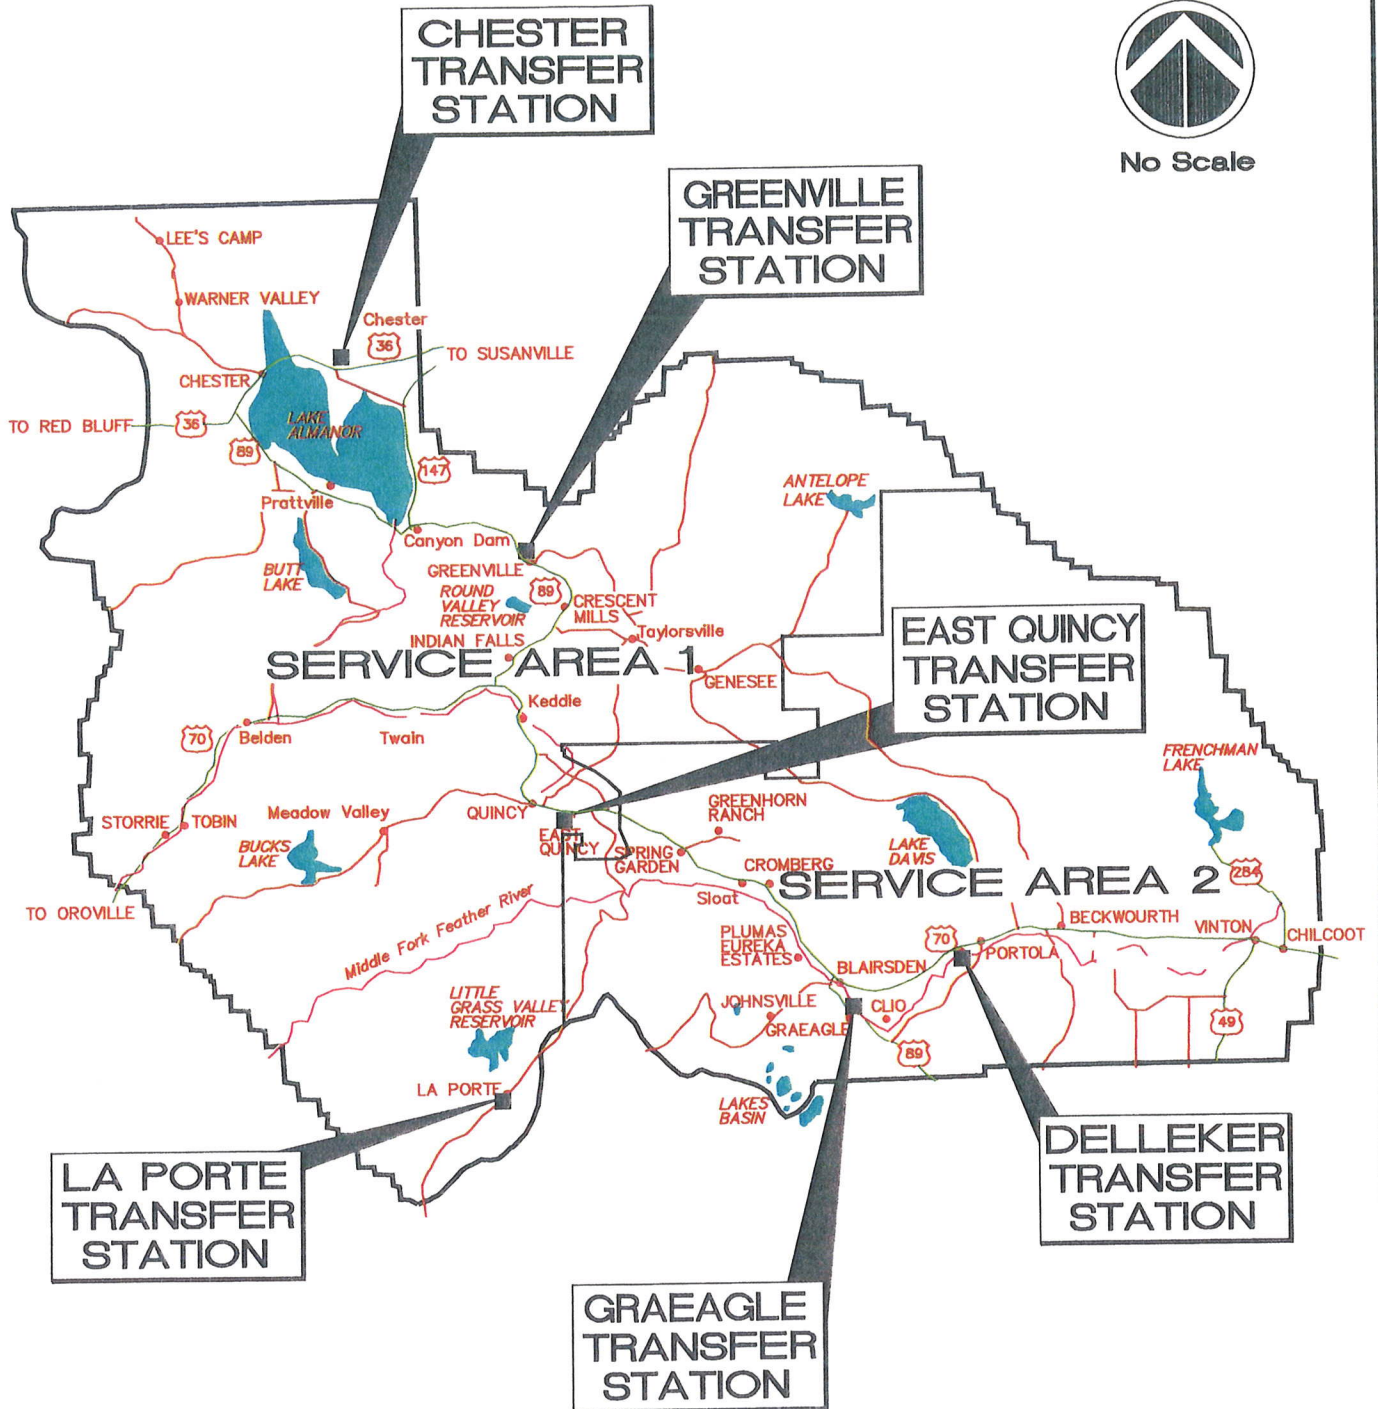 CHESTER
TRANSFER
STATION
No Scale
GREENVILLE
TRANSFER
STATION
LEE'S CAMP
WARNER VALLEY
Chester
36
TO SUSANVILLE
CHESTER
TO RED BLUFF
36
LAKE
ALMANOR
89
147
Prattville
ANTELOPE
LAKE
Canyon Dam
BUTT
LAKE
GREENVILLE
ROUND
VALLEY
RESERVOIR
89
CRESCENT
MILLS
Taylorsville
INDIAN FALLS
EAST QUINCY
TRANSFER
STATION
SERVICE AREA 1
GENESEE
Keddie
70
Belden
Twain
FRENCHMAN
LAKE
STORRIE
TOBIN
Meadow Valley
QUINCY
GREENHORN
RANCH
BUCKS
LAKE
EAST
QUINCY
SPRING
GARDEN
LAKE
DAVIS
CROMBERG
SERVICE AREA 2
284
Sloat
TO OROVILLE
Middle Fork Feather River
PLUMAS
EUREKA
ESTATES
70
BECKWOURTH
VINTON
CHILCOOT
PORTOLA
BLAIRSDEN
LITTLE
GRASS VALLEY
RESERVOIR
JOHNSVILLE
CLIO
GRAEAGLE
49
89
LA PORTE
LAKES
BASIN
DELLEKER
TRANSFER
STATION
LA PORTE
TRANSFER
STATION
GRAEAGLE
TRANSFER
STATION